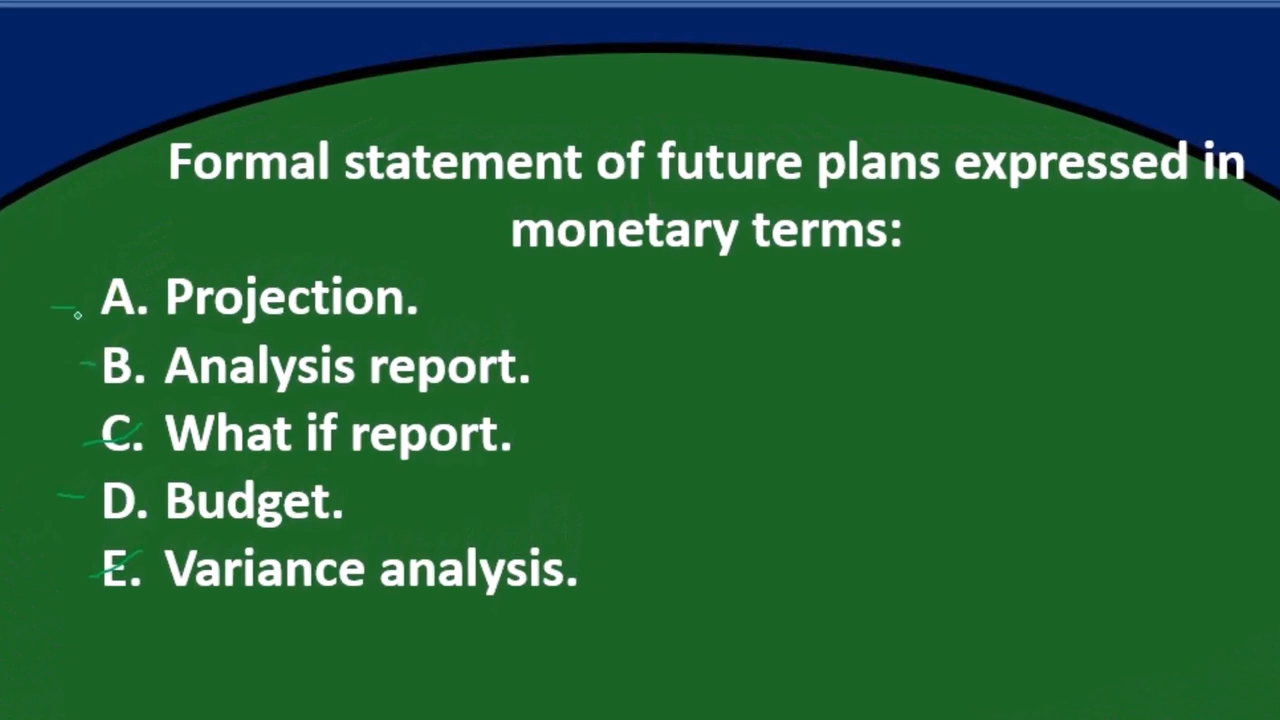 Formal statement of future plans expressed in
monetary terms:
A. Projection.
B. Analysis report.
C. What if report.
D. Budget.
E. Variance analysis.